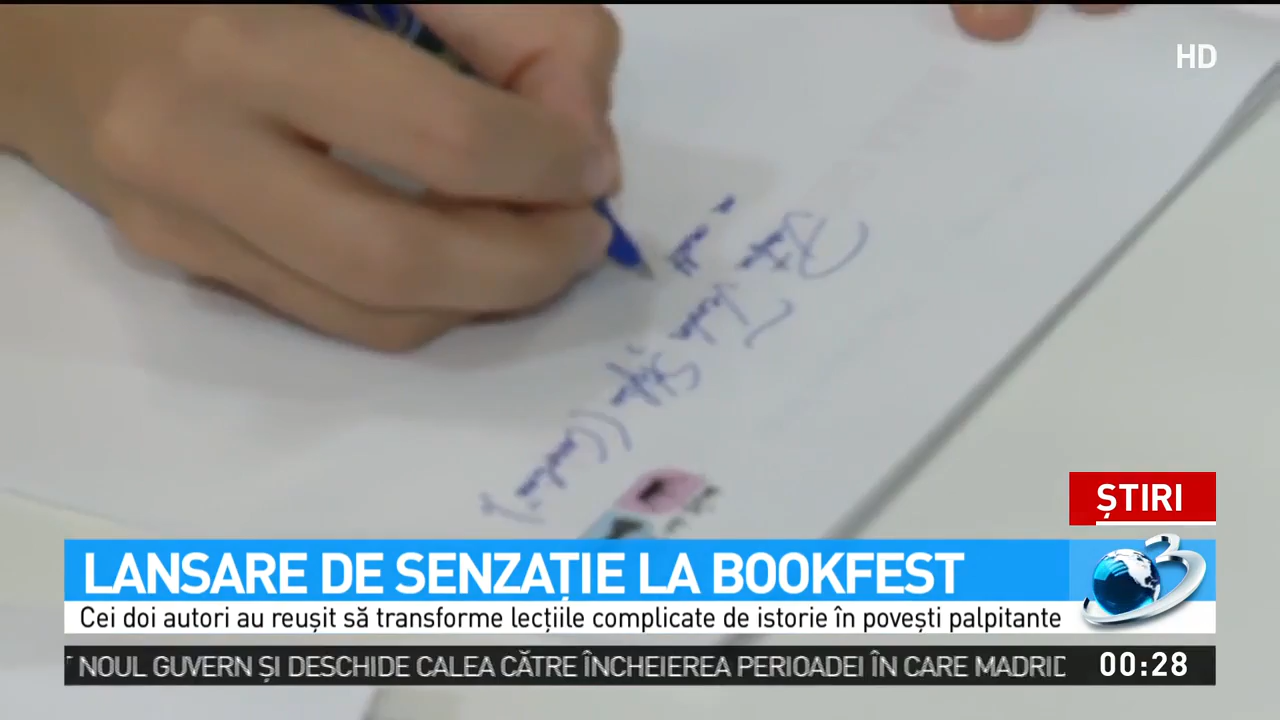 HD
ȘTIRI
LANSARE DE SENZAȚIE LA BOOKFEST
Cei doi autori au reușit să transforme lecțiile complicate de istorie în povești palpitante
3
NOUL GUVERN ȘI DESCHIDE CALEA CĂTRE ÎNCHEIEREA PERIOADEI ÎN CARE MADRID
00:28